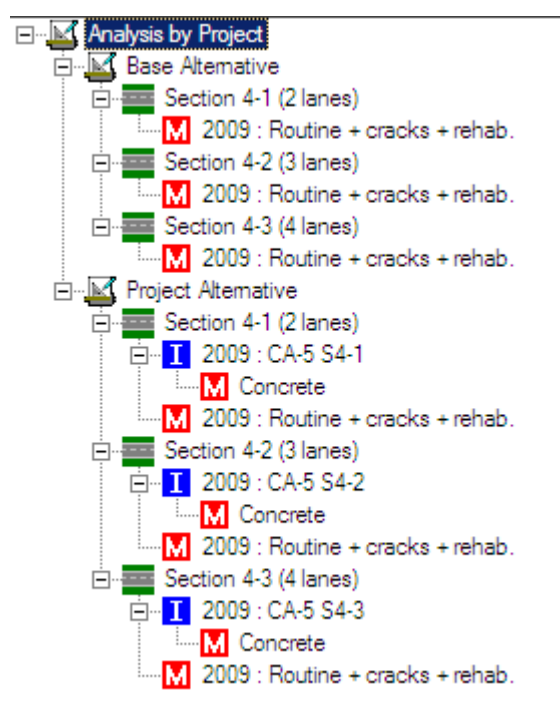 Analysis by Project
Base Alternative
Section 4-1 (2 lanes)
M 2009 : Routine + cracks + rehab.
Section 4-2 (3 lanes)
M 2009 : Routine + cracks + rehab.
Section 4-3 (4 lanes)
M 2009 : Routine + cracks + rehab.
Project Alternative
Section 4-1 (2 lanes)
I 2009 : CA-5 S4-1
M Concrete
M 2009 : Routine + cracks + rehab.
Section 4-2 (3 lanes)
I 2009 : CA-5 S4-2
M Concrete
M 2009 : Routine + cracks + rehab.
Section 4-3 (4 lanes)
I 2009 : CA-5 S4-3
M Concrete
M 2009 : Routine + cracks + rehab.